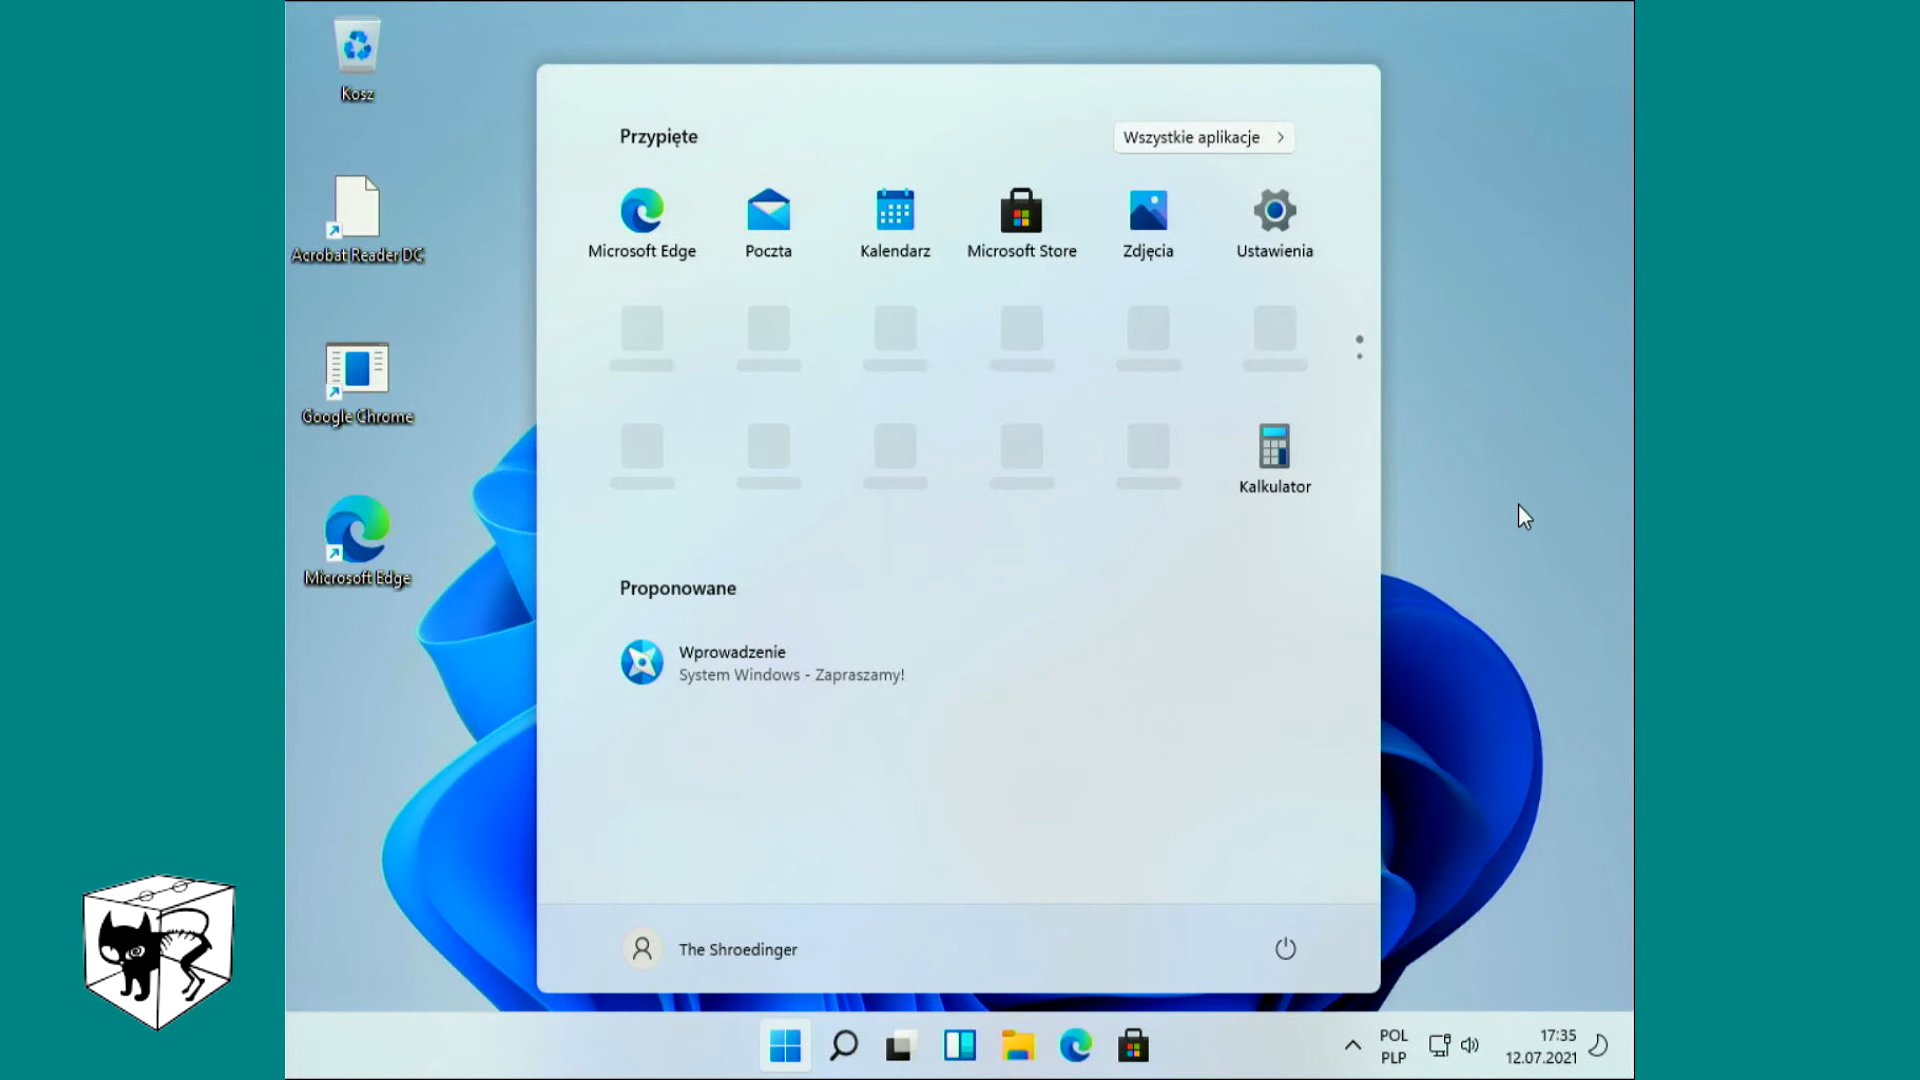 Kosz
Acrobat Reader DC
Google Chrome
Microsoft Edge
Przypięte
Wszystkie aplikacje
Microsoft Edge
Poczta
Kalendarz
Microsoft Store
Zdjęcia
Ustawienia
Kalkulator
Proponowane
Wprowadzenie
System Windows - Zapraszamy!
The Shroedinger
POL
PLP
17:35
12.07.2021